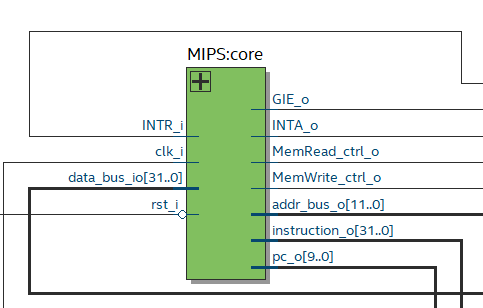 MIPS:core
GIE_o
INTR_i
INTA_o
clk_i
MemRead_ctrl_o
data_bus_io[31..0]
MemWrite_ctrl_o
rst_i
addr_bus_o[11..0]
instruction_o[31..0]
pc_o[9..0]